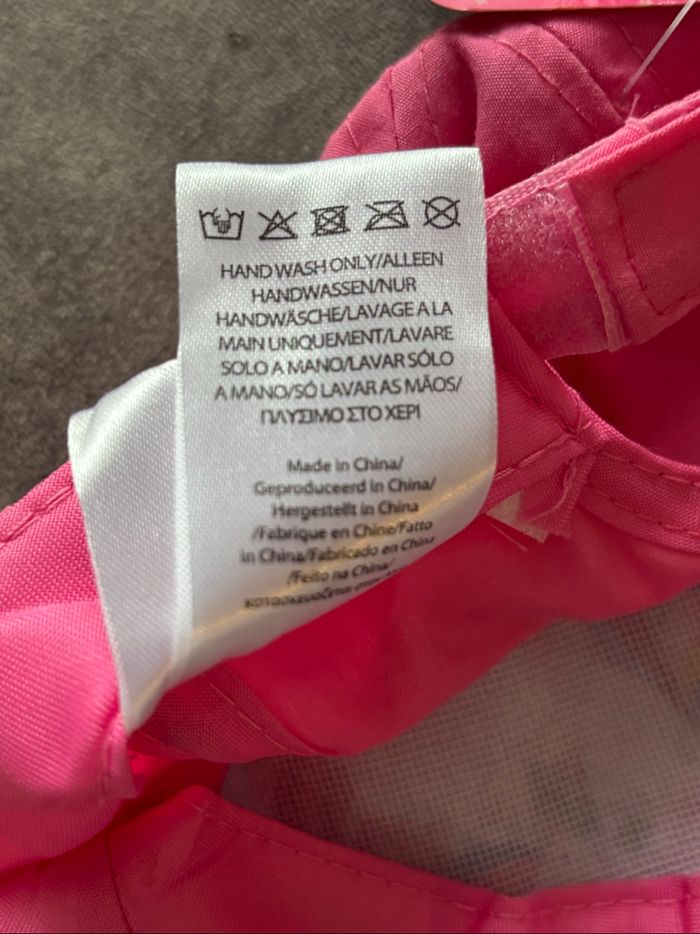 HAND WASH ONLY/ALLEEN
HANDWASSEN/NUR
HANDWÄSCHE/LAVAGE A LA
MAIN UNIQUEMENT/LAVARE
SOLO A MANO/LAVAR SÓLO
A MANO/SÓ LAVAR AS MÃOS/
ΠΛΥΣΙΜΟ ΣΤΟ ΧΕΡΙ
Made in China/
Geproduceerd in China/
Hergestellt in China
/Fabrique en Chine/Fatto
in China/Fabricado en China
/Feito na China/